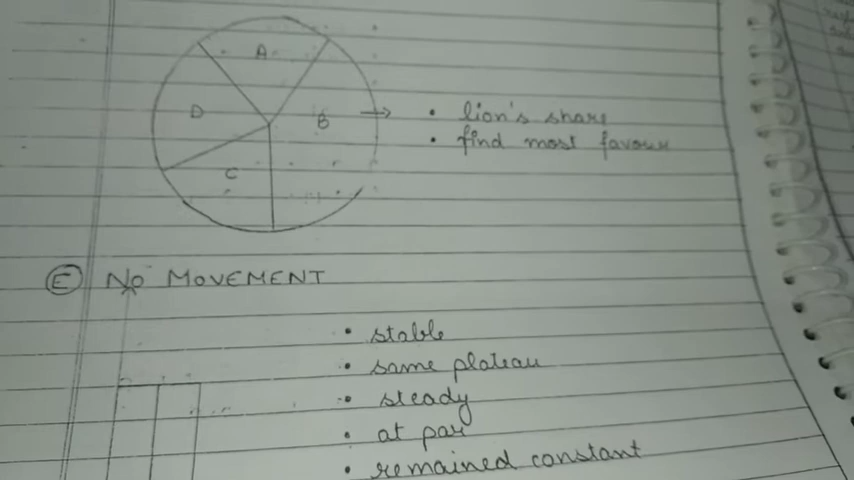 A
D
B
C
• lion's share
• find most favour
E NO MOVEMENT
• stable
• same plateau
• steady
• at par
• remained constant